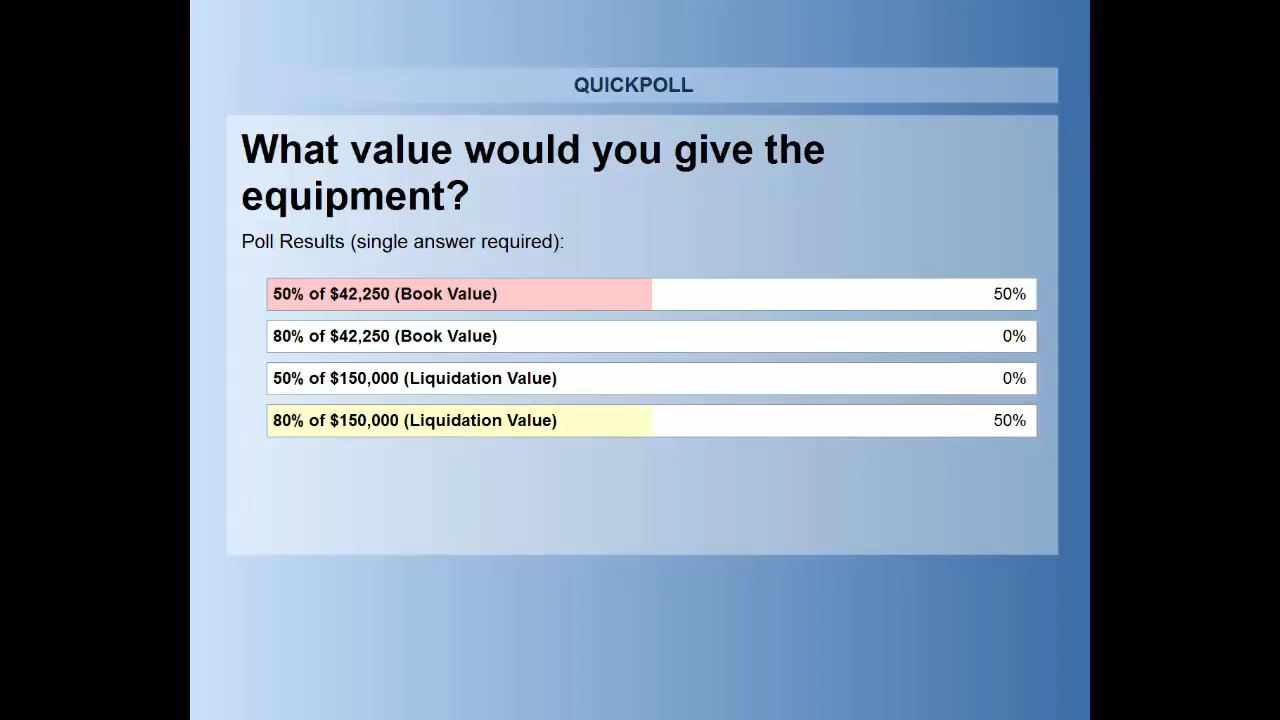 QUICKPOLL
What value would you give the
equipment?
Poll Results (single answer required):
50% of $42,250 (Book Value) 50%
80% of $42,250 (Book Value) 0%
50% of $150,000 (Liquidation Value) 0%
80% of $150,000 (Liquidation Value) 50%